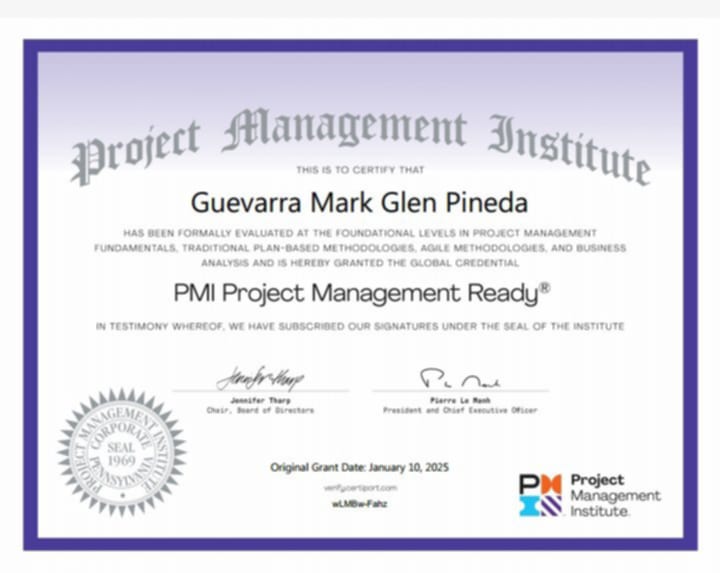 Project Management Institute
THIS IS TO CERTIFY THAT
Guevarra Mark Glen Pineda
HAS BEEN FORMALLY EVALUATED AT THE FOUNDATIONAL LEVELS IN PROJECT MANAGEMENT
FUNDAMENTALS, TRADITIONAL PLAN-BASED METHODOLOGIES, AGILE METHODOLOGIES, AND BUSINESS
ANALYSIS AND IS HEREBY GRANTED THE GLOBAL CREDENTIAL
PMI Project Management Ready®
IN TESTIMONY WHEREOF, WE HAVE SUBSCRIBED OUR SIGNATURES UNDER THE SEAL OF THE INSTITUTE
Jennifer Tharp
Jennifer Tharp
Chair, Board of Directors
Pierre Le Manh
President and Chief Executive Officer
PROJECT MANAGEMENT INSTITUTE
CORPORATE
SEAL
1969
PENNSYLVANIA
Original Grant Date: January 10, 2025
verify.certiport.com
wLMBw-Fahz
PMI
Project
Management
Institute.